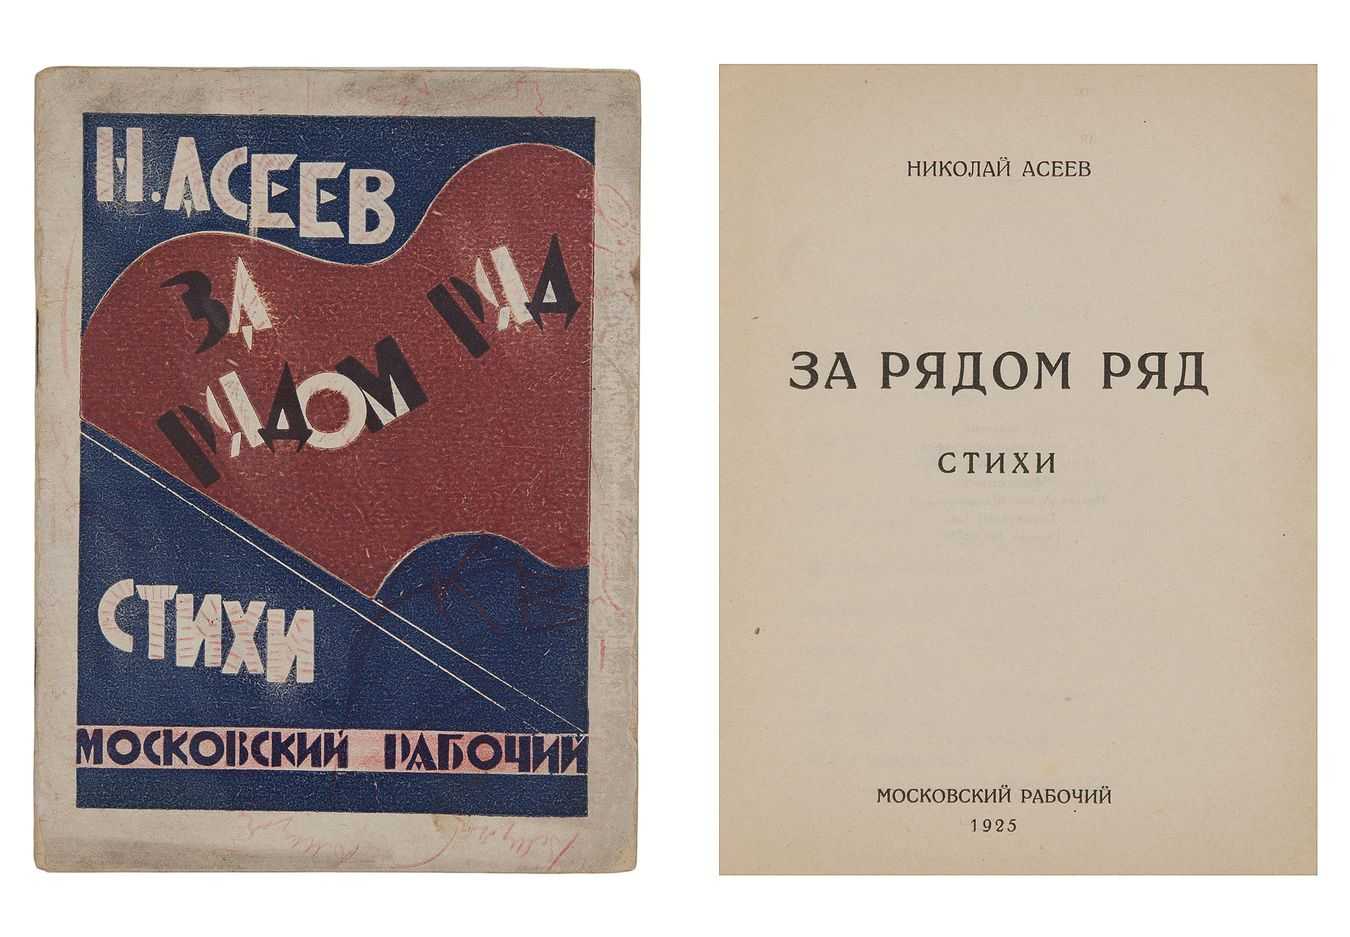 Н. АСЕЕВ
ЗА
РЯДОМ РЯД
СТИХИ
МОСКОВСКИЙ РАБОЧИЙ
НИКОЛАЙ АСЕЕВ
ЗА РЯДОМ РЯД
СТИХИ
МОСКОВСКИЙ РАБОЧИЙ
1925